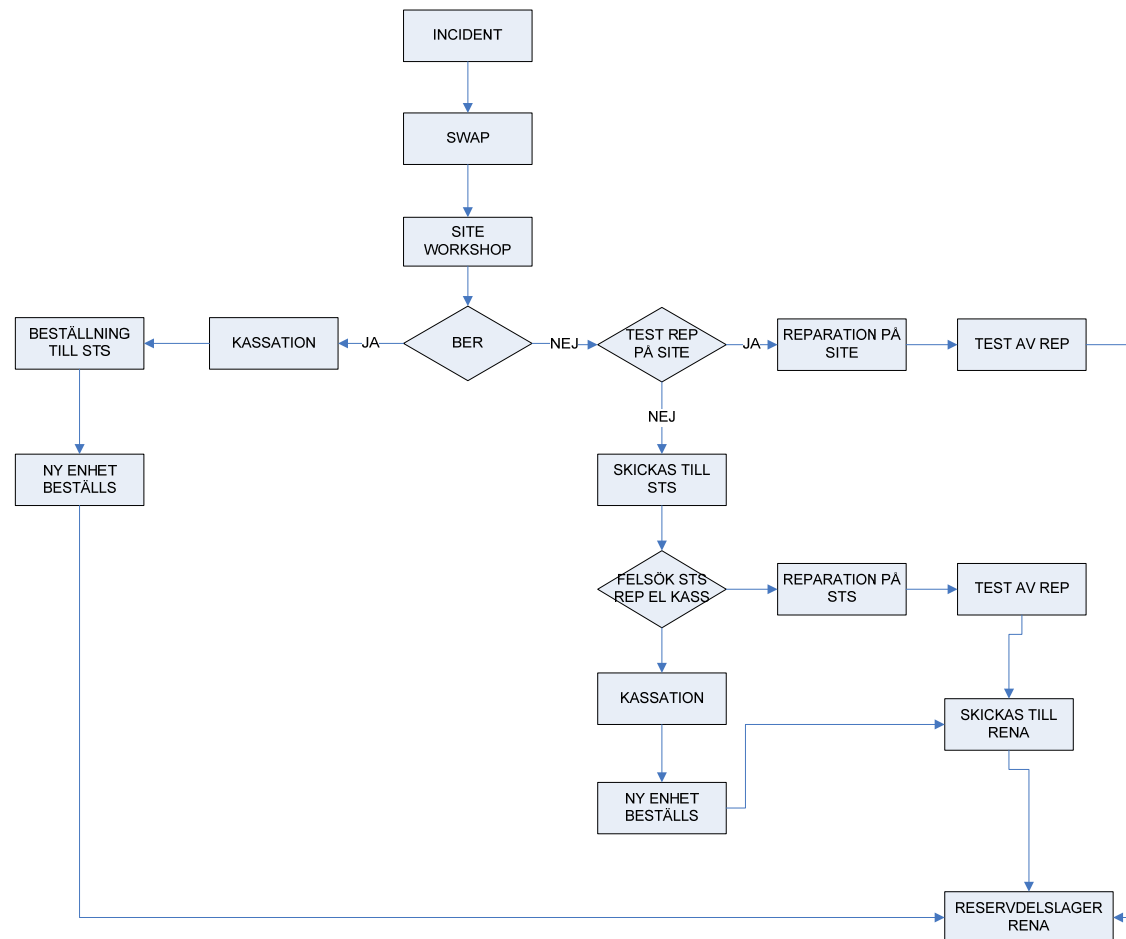 INCIDENT
SWAP
SITE
WORKSHOP
BESTÄLLNING
TILL STS
KASSATION
JA
BER
NEJ
TEST REP
PÅ SITE
JA
REPARATION PÅ
SITE
TEST AV REP
NEJ
NY ENHET
BESTÄLLS
SKICKAS TILL
STS
FELSÖK STS
REP EL KASS
REPARATION PÅ
STS
TEST AV REP
KASSATION
SKICKAS TILL
RENA
NY ENHET
BESTÄLLS
RESERVDELSLAGER
RENA